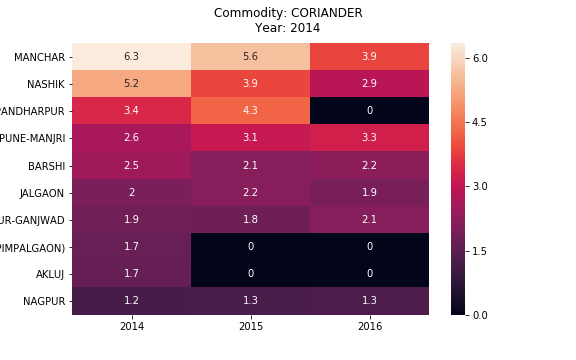 Commodity: CORIANDER
Year: 2014
MANCHAR 6.3 5.6 3.9
NASHIK 5.2 3.9 2.9
PANDHARPUR 3.4 4.3 0
PUNE-MANJRI 2.6 3.1 3.3
BARSHI 2.5 2.1 2.2
JALGAON 2 2.2 1.9
UR-GANJWAD 1.9 1.8 2.1
PIMPALGAON) 1.7 0 0
AKLUJ 1.7 0 0
NAGPUR 1.2 1.3 1.3
2014 2015 2016
6.0
4.5
3.0
1.5
0.0